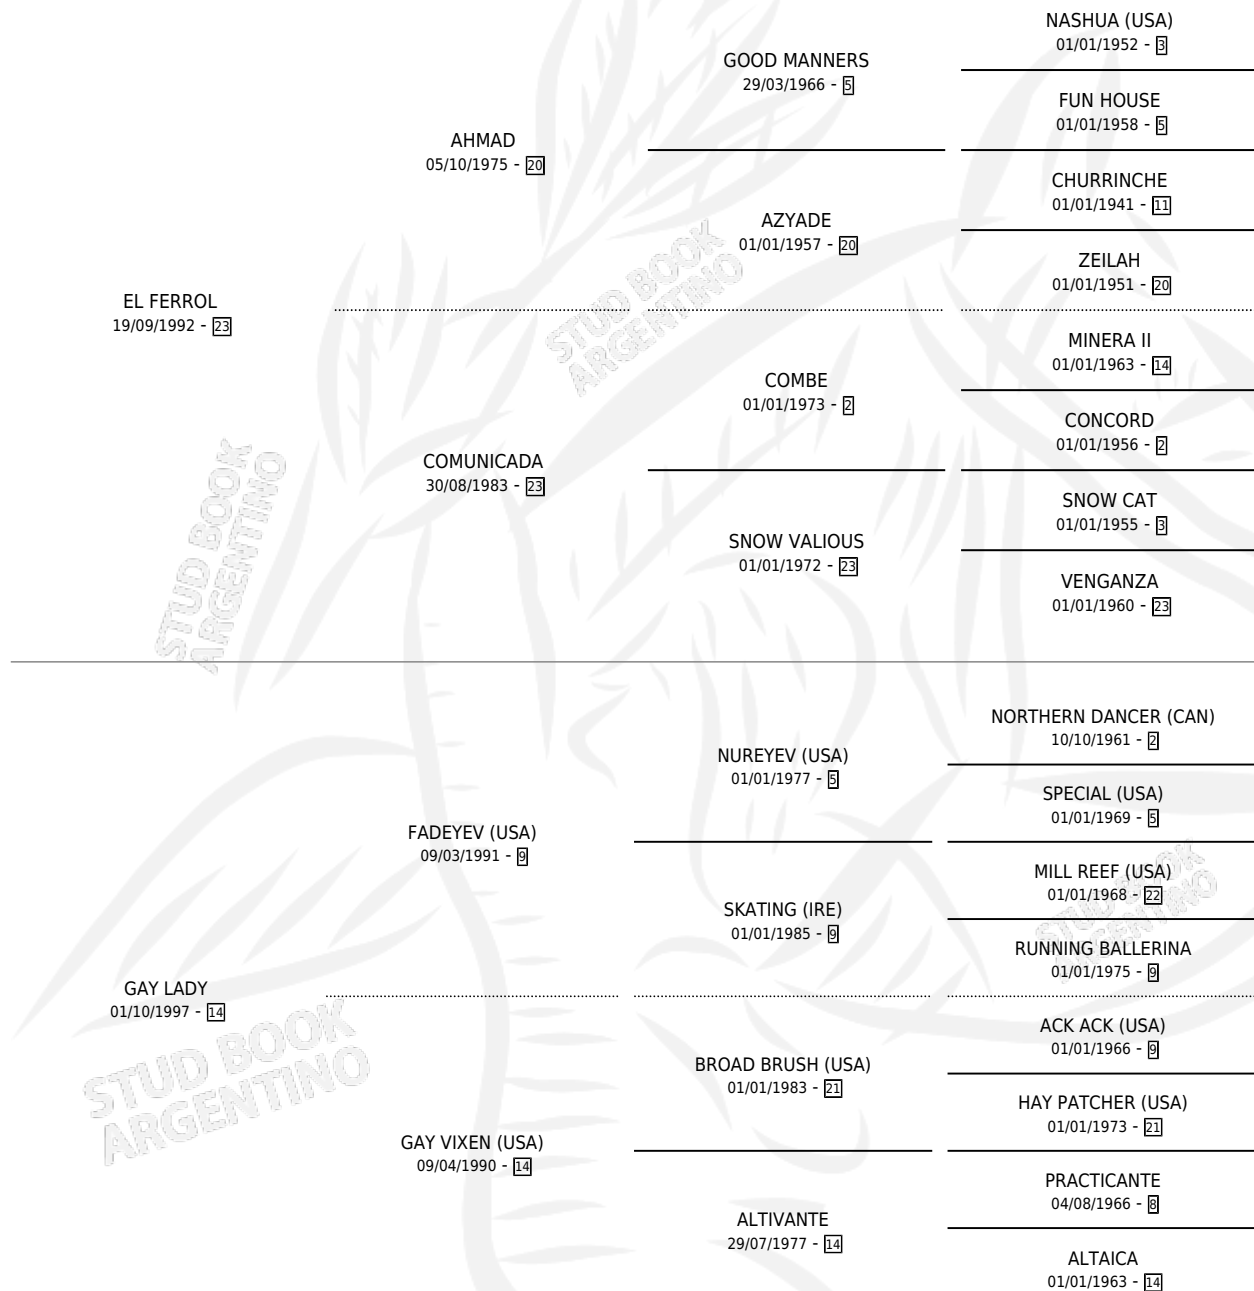 NASHUA (USA)
01/01/1952 - 3
GOOD MANNERS
29/03/1966 - 5
FUN HOUSE
01/01/1958 - 5
AHMAD
05/10/1975 - 20
CHURRINCHE
01/01/1941 - 11
AZYADE
01/01/1957 - 20
ZEILAH
01/01/1951 - 20
EL FERROL
19/09/1992 - 23
MINERA II
01/01/1963 - 14
COMBE
01/01/1973 - 2
CONCORD
01/01/1956 - 2
COMUNICADA
30/08/1983 - 23
SNOW CAT
01/01/1955 - 3
SNOW VALIOUS
01/01/1972 - 23
VENGANZA
01/01/1960 - 23
NORTHERN DANCER (CAN)
10/10/1961 - 2
NUREYEV (USA)
01/01/1977 - 5
SPECIAL (USA)
01/01/1969 - 5
FADEYEV (USA)
09/03/1991 - 9
MILL REEF (USA)
01/01/1968 - 22
SKATING (IRE)
01/01/1985 - 9
RUNNING BALLERINA
01/01/1975 - 9
GAY LADY
01/10/1997 - 14
ACK ACK (USA)
01/01/1966 - 9
BROAD BRUSH (USA)
01/01/1983 - 21
HAY PATCHER (USA)
01/01/1973 - 21
GAY VIXEN (USA)
09/04/1990 - 14
PRACTICANTE
04/08/1966 - 8
ALTIVANTE
29/07/1977 - 14
ALTAICA
01/01/1963 - 14
STUD BOOK
ARGENTINO
STUD BOOK
ARGENTINO
STUD BOOK
ARGENTINO
STUD BOOK
ARGENTINO